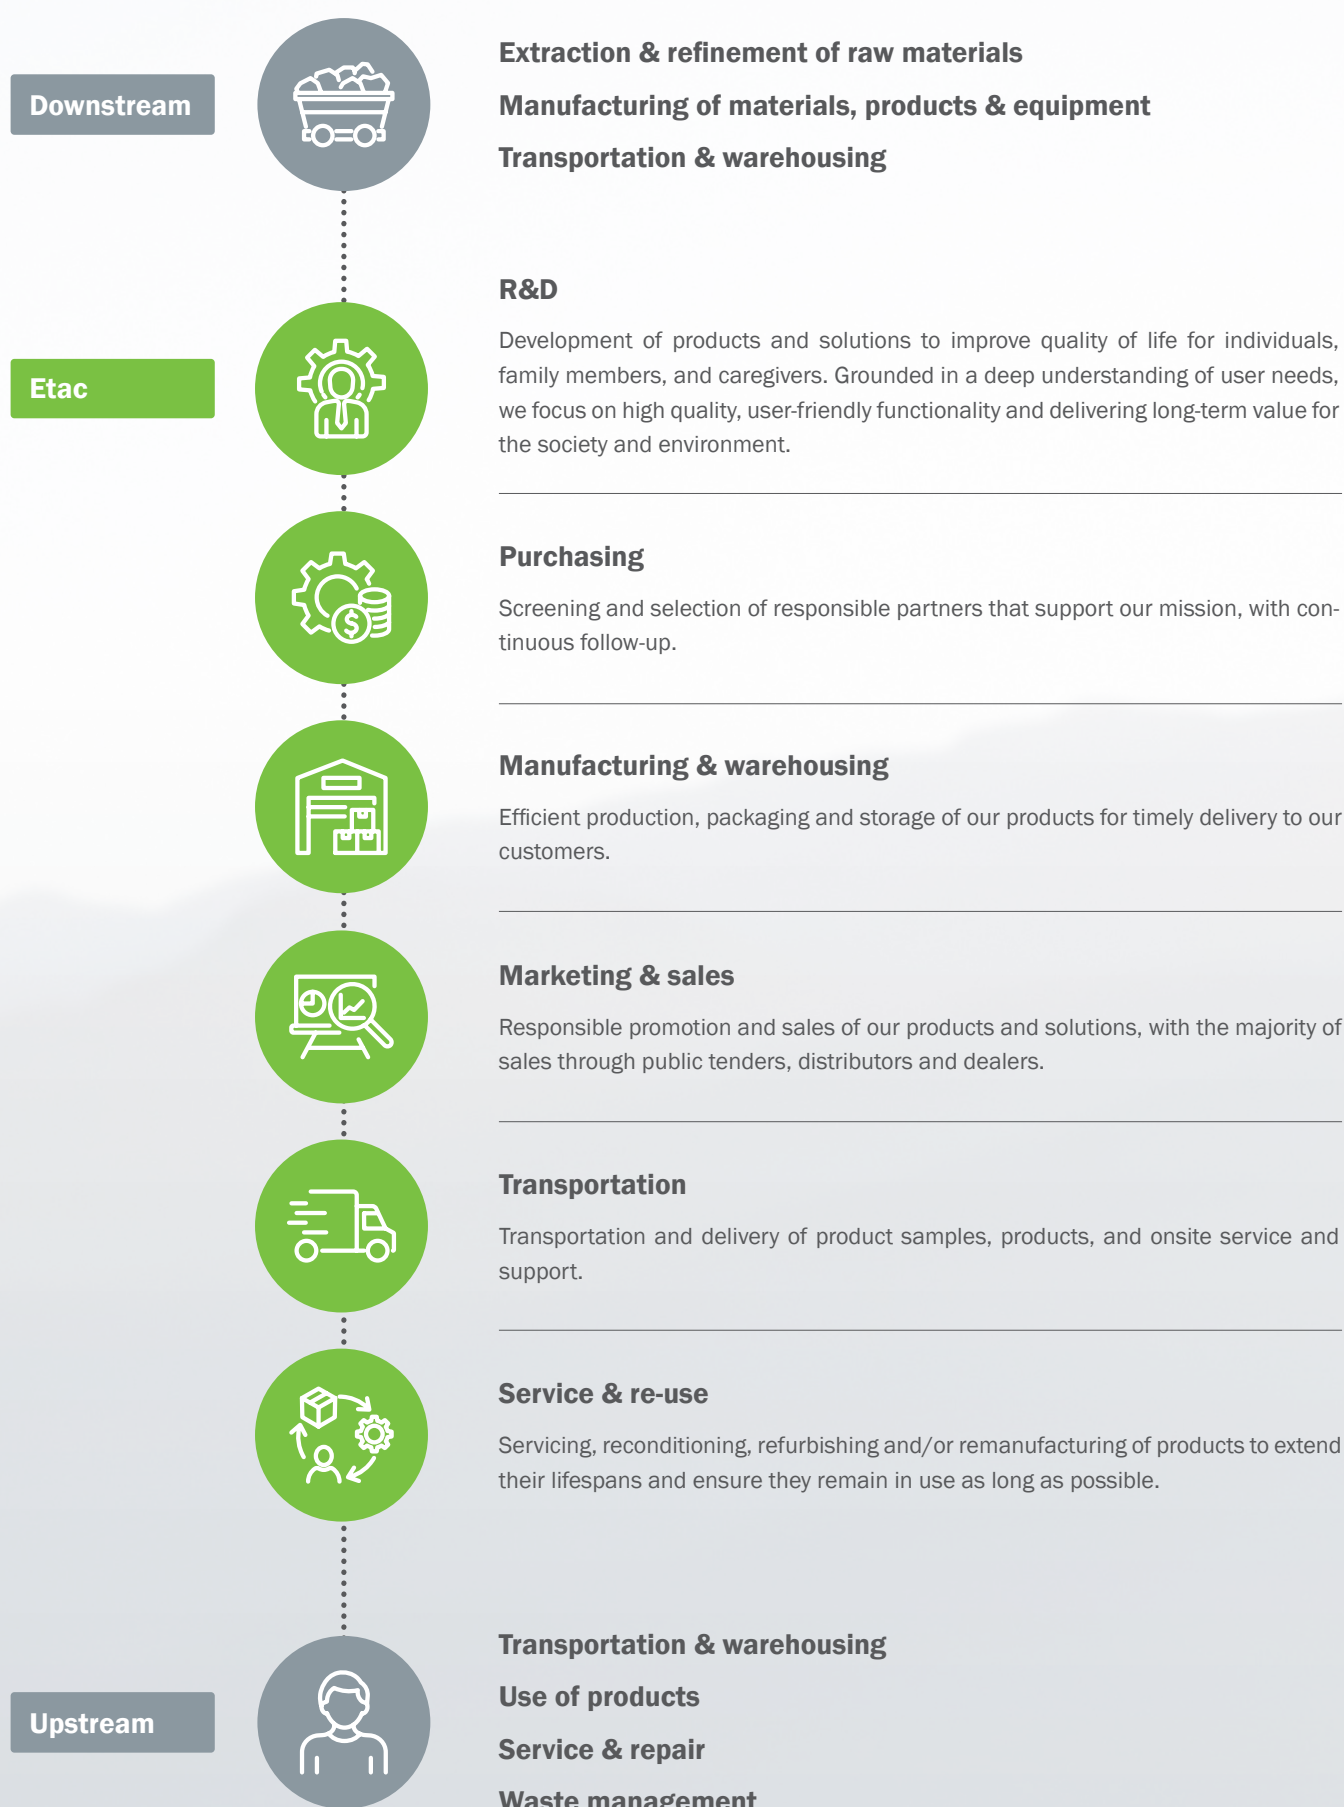 Downstream
Extraction & refinement of raw materials
Manufacturing of materials, products & equipment
Transportation & warehousing
Etac
R&D
Development of products and solutions to improve quality of life for individuals,
family members, and caregivers. Grounded in a deep understanding of user needs,
we focus on high quality, user-friendly functionality and delivering long-term value for
the society and environment.
Purchasing
Screening and selection of responsible partners that support our mission, with con-
tinuous follow-up.
$
Manufacturing & warehousing
Efficient production, packaging and storage of our products for timely delivery to our
customers.
Marketing & sales
Responsible promotion and sales of our products and solutions, with the majority of
sales through public tenders, distributors and dealers.
Transportation
Transportation and delivery of product samples, products, and onsite service and
support.
Service & re-use
Servicing, reconditioning, refurbishing and/or remanufacturing of products to extend
their lifespans and ensure they remain in use as long as possible.
Upstream
Transportation & warehousing
Use of products
Service & repair
Waste management